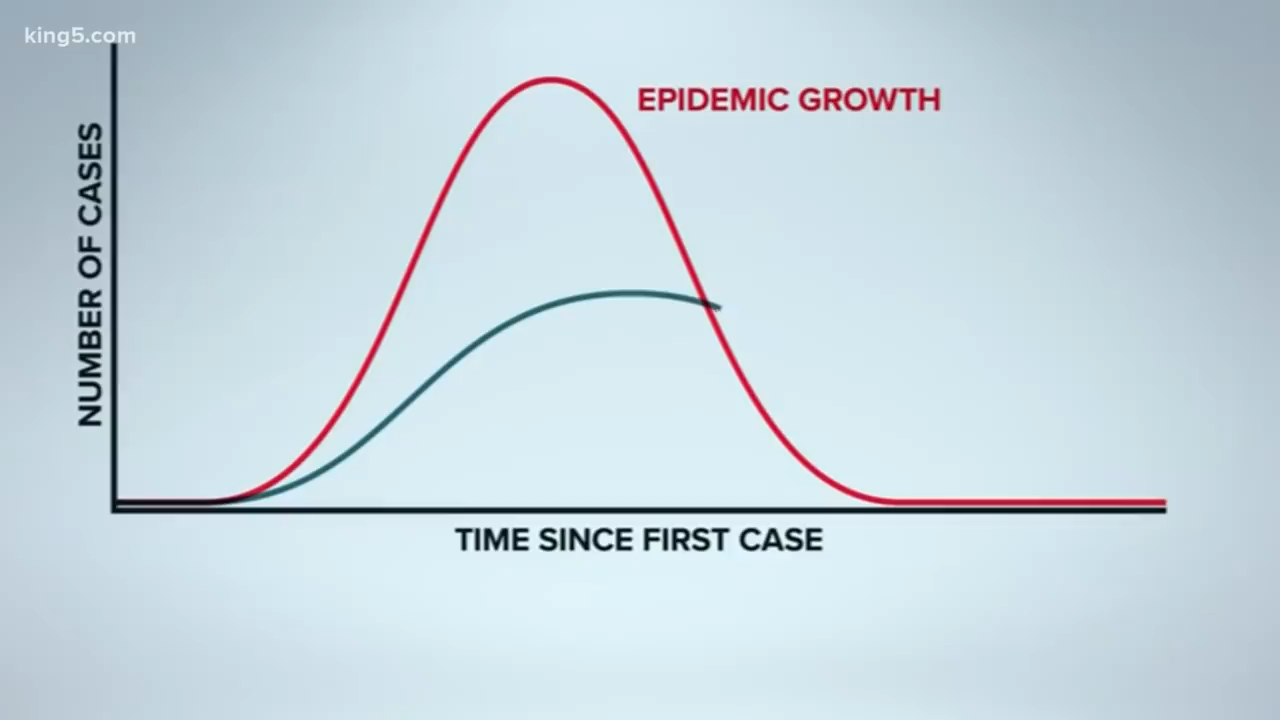 king5.com
EPIDEMIC GROWTH
NUMBER OF CASES
TIME SINCE FIRST CASE